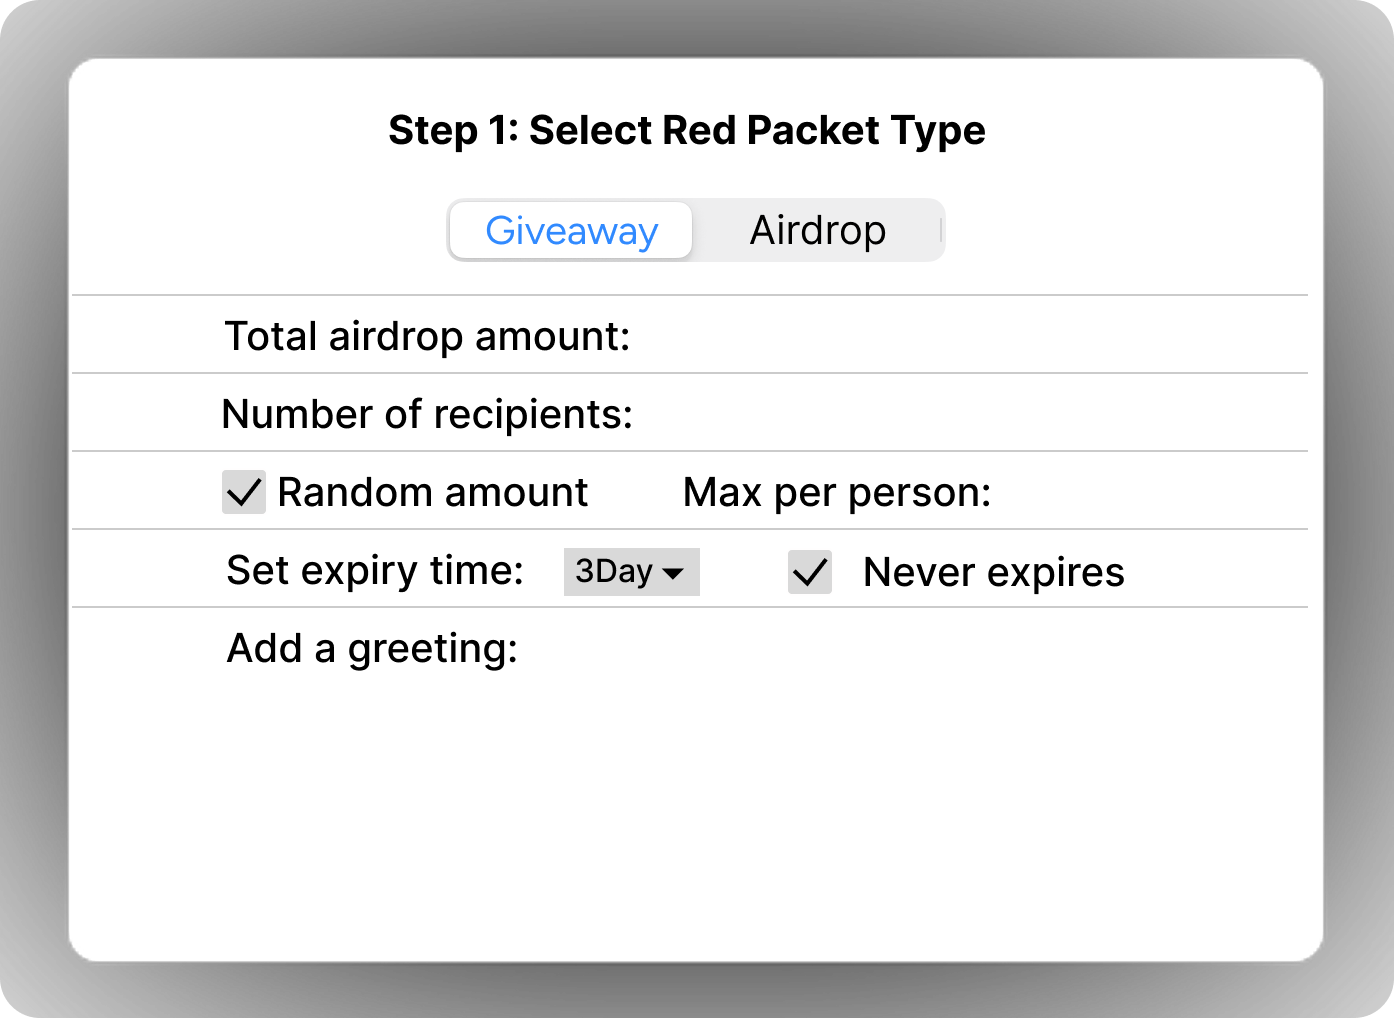 Step 1: Select Red Packet Type
Giveaway Airdrop
Total airdrop amount:
Number of recipients:
Random amount Max per person:
Set expiry time: 3Day Never expires
Add a greeting: